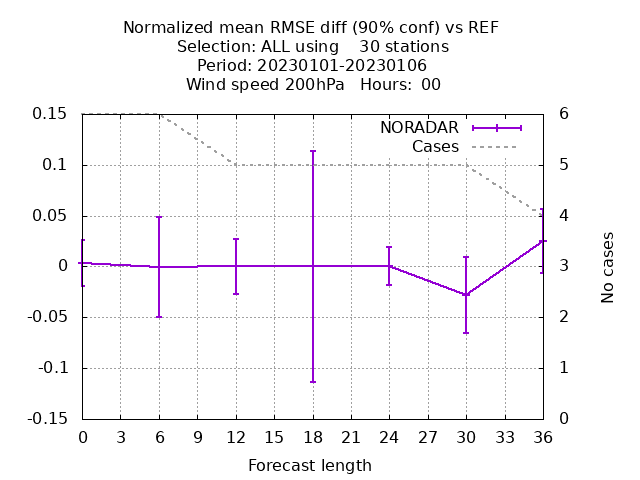 Normalized mean RMSE diff (90% conf) vs REF
Selection: ALL using    30 stations
Period: 20230101-20230106
Wind speed 200hPa   Hours:  00
0.15
0.1
0.05
0
-0.05
-0.1
-0.15
NORADAR
Cases
6
5
4
3
2
1
0
No cases
0 3 6 9 12 15 18 21 24 27 30 33 36
Forecast length